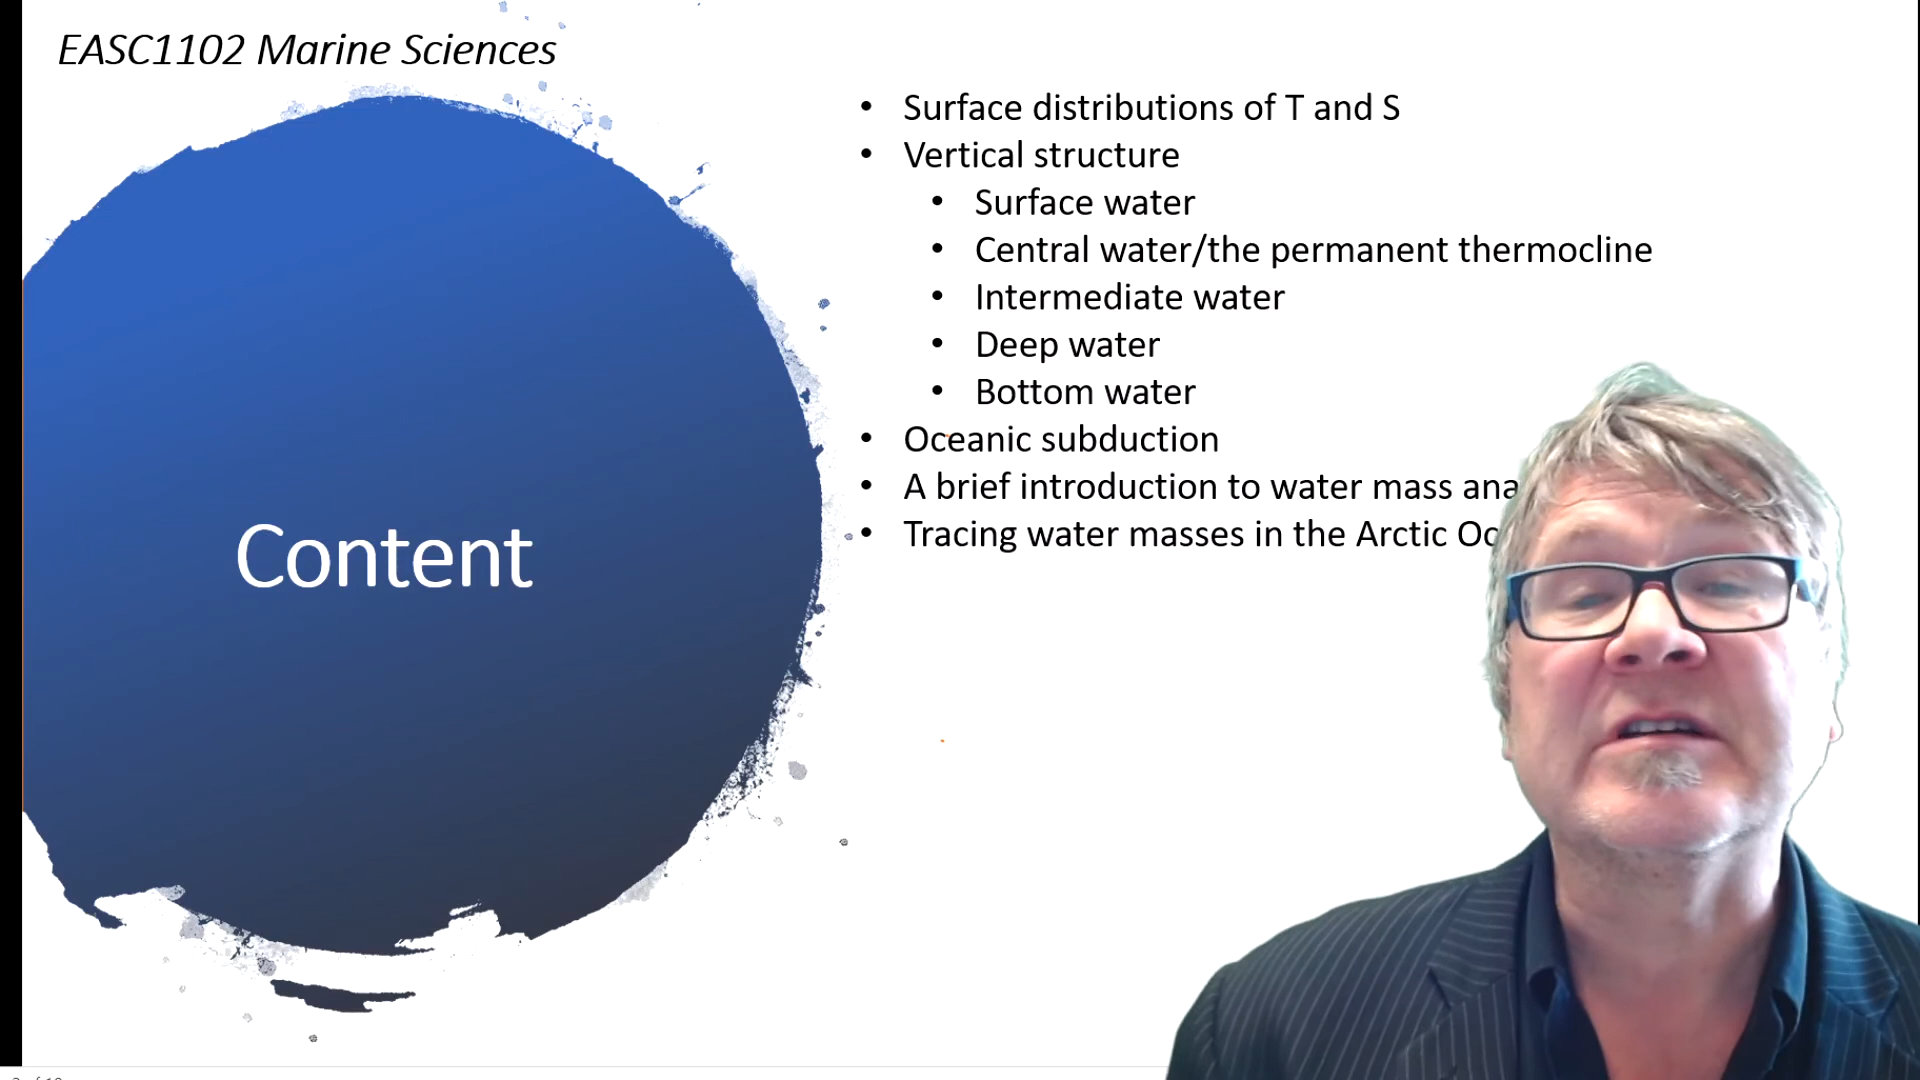 EASC1102 Marine Sciences
Content
• Surface distributions of T and S
• Vertical structure
• Surface water
• Central water/the permanent thermocline
• Intermediate water
• Deep water
• Bottom water
• Oceanic subduction
• A brief introduction to water mass ana
• Tracing water masses in the Arctic Oc